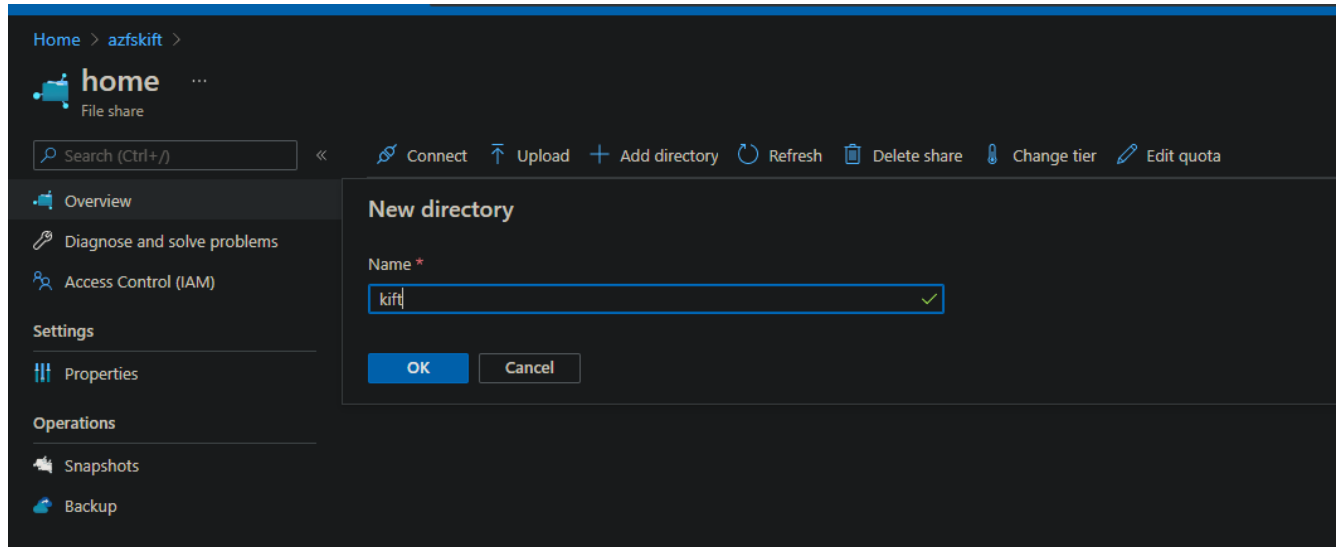 Home > azfskift >
home ...
File share
Search (Ctrl+/)
«
Connect Upload Add directory Refresh Delete share Change tier Edit quota
Overview
Diagnose and solve problems
Access Control (IAM)
Settings
Properties
Operations
Snapshots
Backup
New directory
Name *
kift
OK Cancel